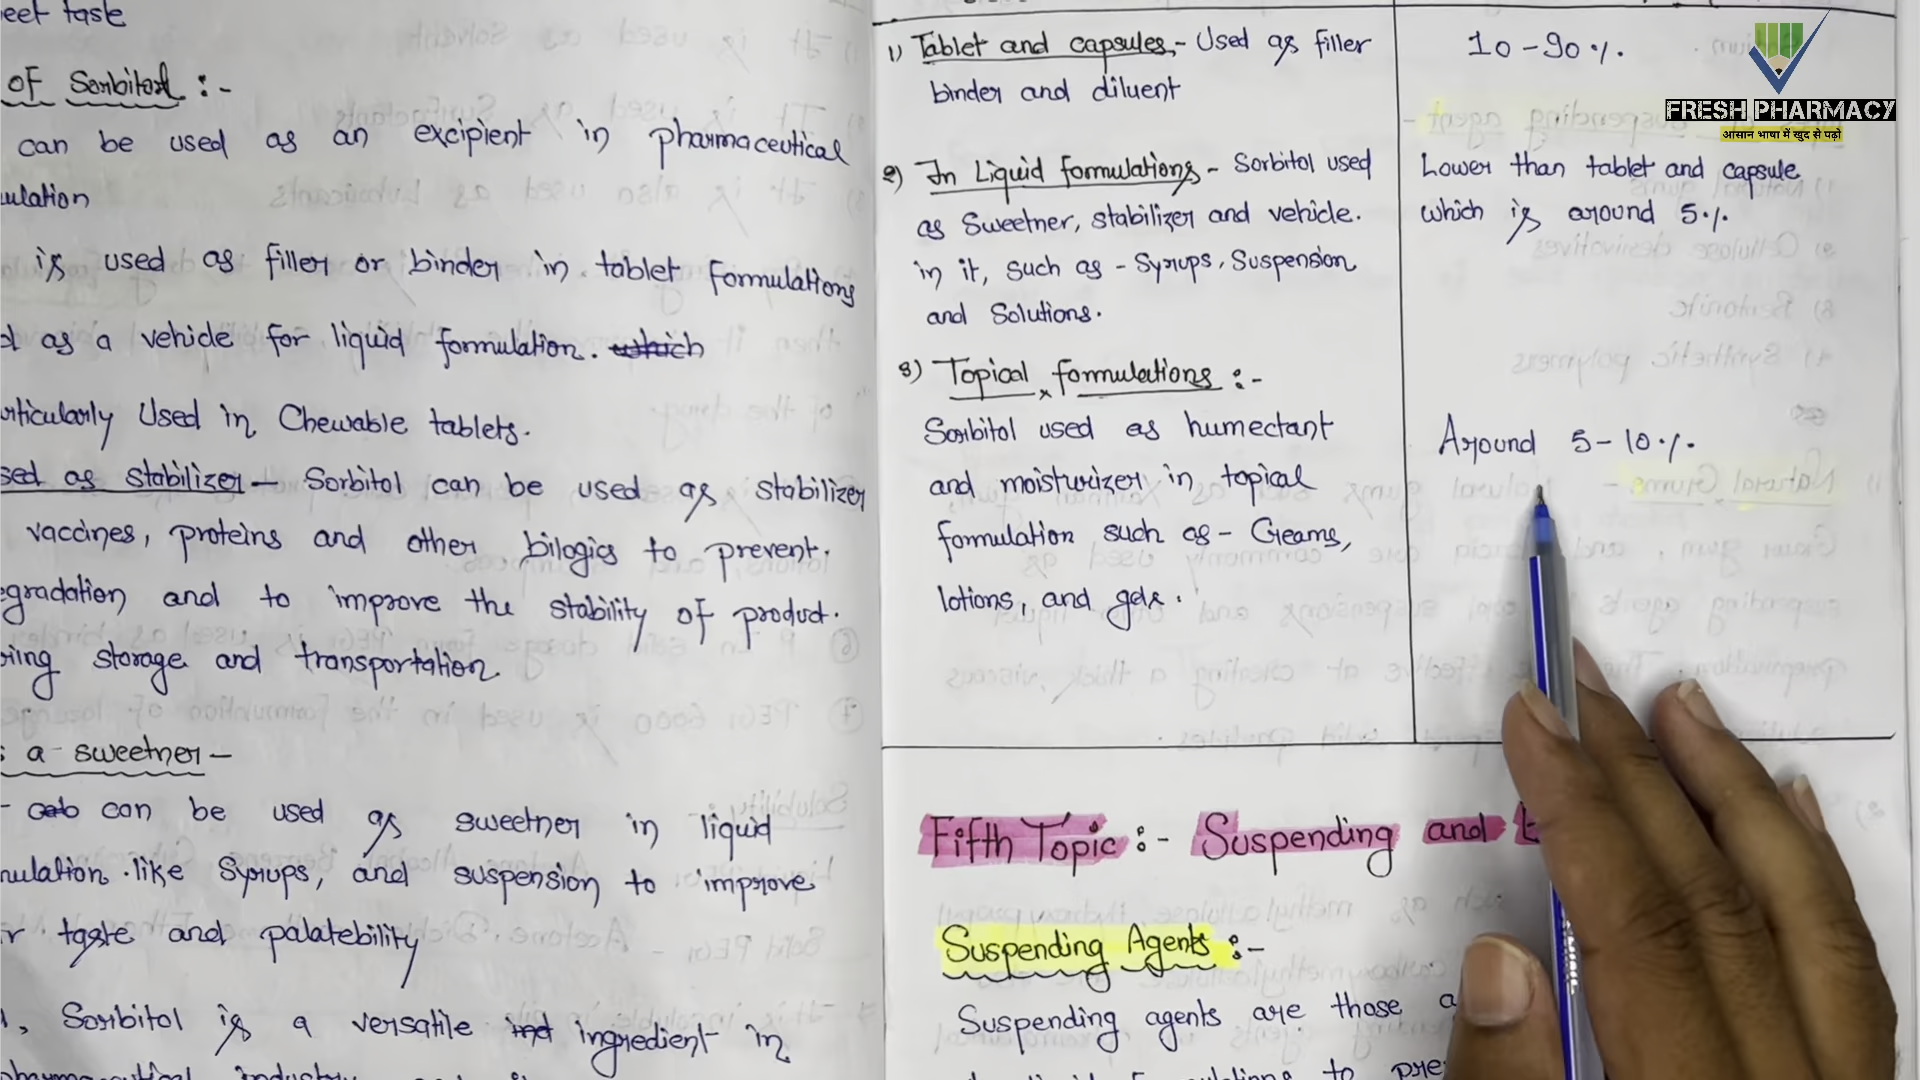 eet taste
of Sorbitol :-
can be used as an excipient in pharmaceutical
ulation
is used as filler or binder in tablet formulations
as a vehicle for liquid formulation. which
rticularly Used in Chewable tablets.
sed as stabilizer - Sorbitol can be used as stabilizer
vaccines, proteins and other bilogics to prevent.
egradation and to improve the stability of product.
ring storage and transportation.
a sweetner -
can be used as sweetner in liquid
mulation like Syrups, and suspension to improve
r taste and palatebility
, Sorbitol is a versatile ingredient in
1) Tablet and capsules - Used as filler
binder and diluent
10-90%.
2) In Liquid formulations - Sorbitol used
as Sweetner, stabilizer and vehicle.
in it, such as - Syrups, Suspension
and Solutions.
Lower than tablet and capsule
which is around 5%.
3) Topical formulations :-
Sorbitol used as humectant
and moisturizer in topical
formulation such as - Creams,
lotions, and gels.
Around 5-10%.
Fifth Topic :- Suspending and
Suspending Agents :-
Suspending agents are those a
to pre
FRESH PHARMACY
आसान भाषा में खुद से पढ़ो